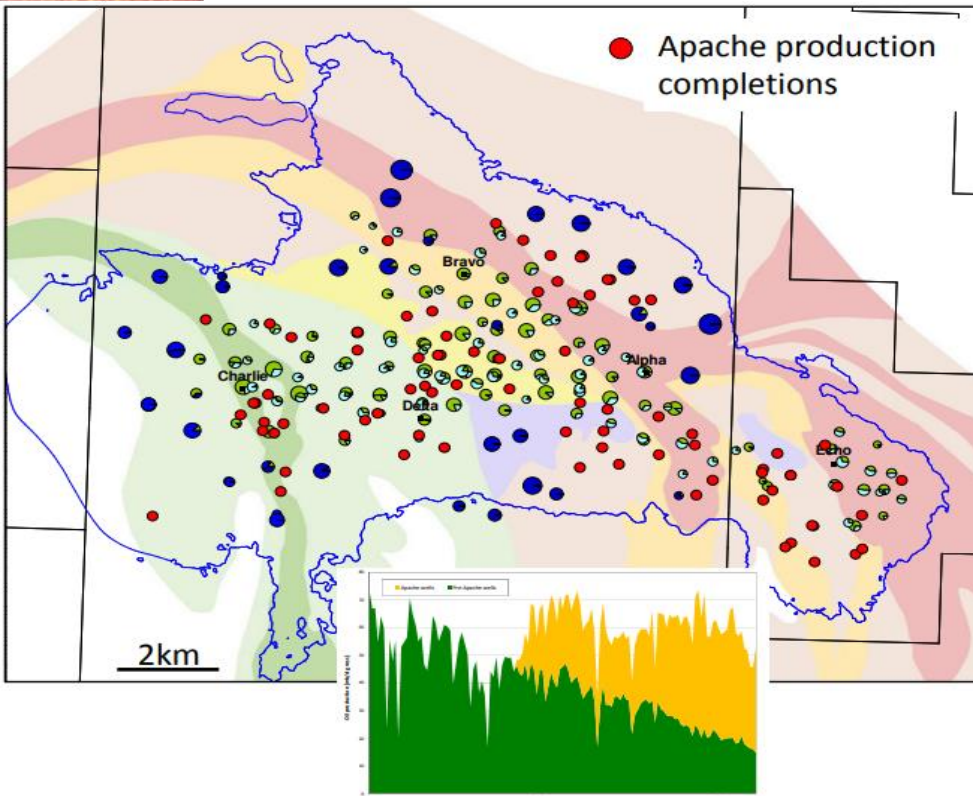 Apache production
completions
Bravo
Alpha
Charlie
Delta
Echo
2km
Apache wells
Pre-Apache wells